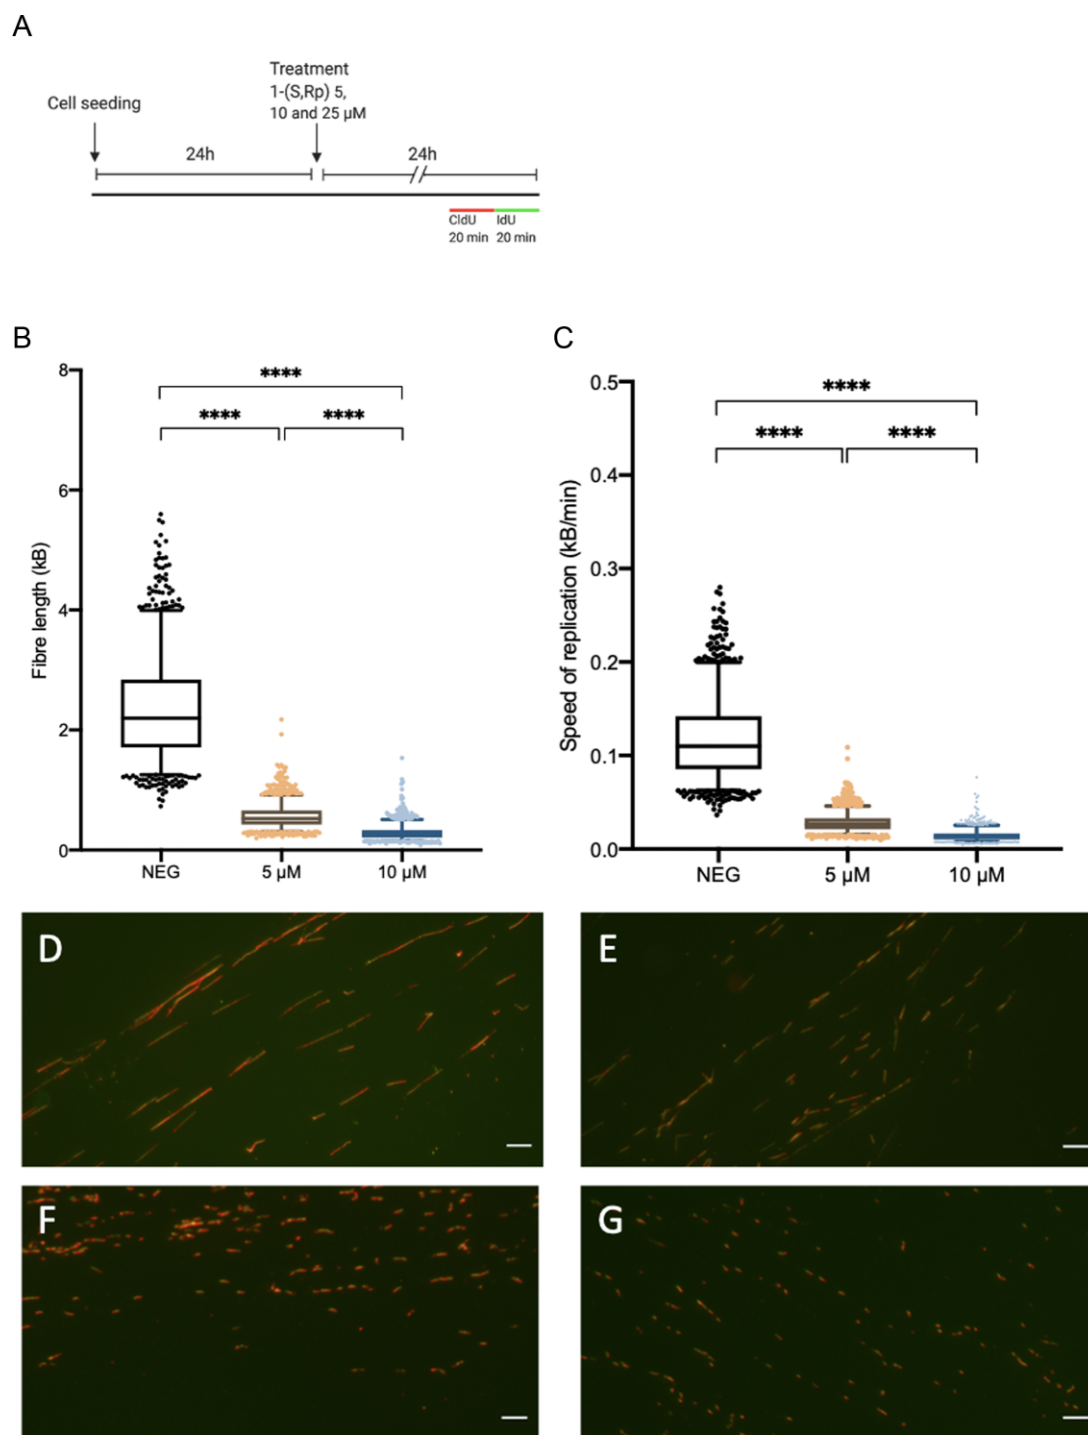 A
Treatment
1-(S,Rp) 5,
10 and 25 µM
Cell seeding
24h
24h
CldU
20 min
IdU
20 min
B
Fibre length (kB)
8
6
4
2
0
****
****
****
NEG
5 µM
10 µM
C
Speed of replication (kB/min)
0.5
0.4
0.3
0.2
0.1
0.0
****
****
****
NEG
5 µM
10 µM
D
E
F
G